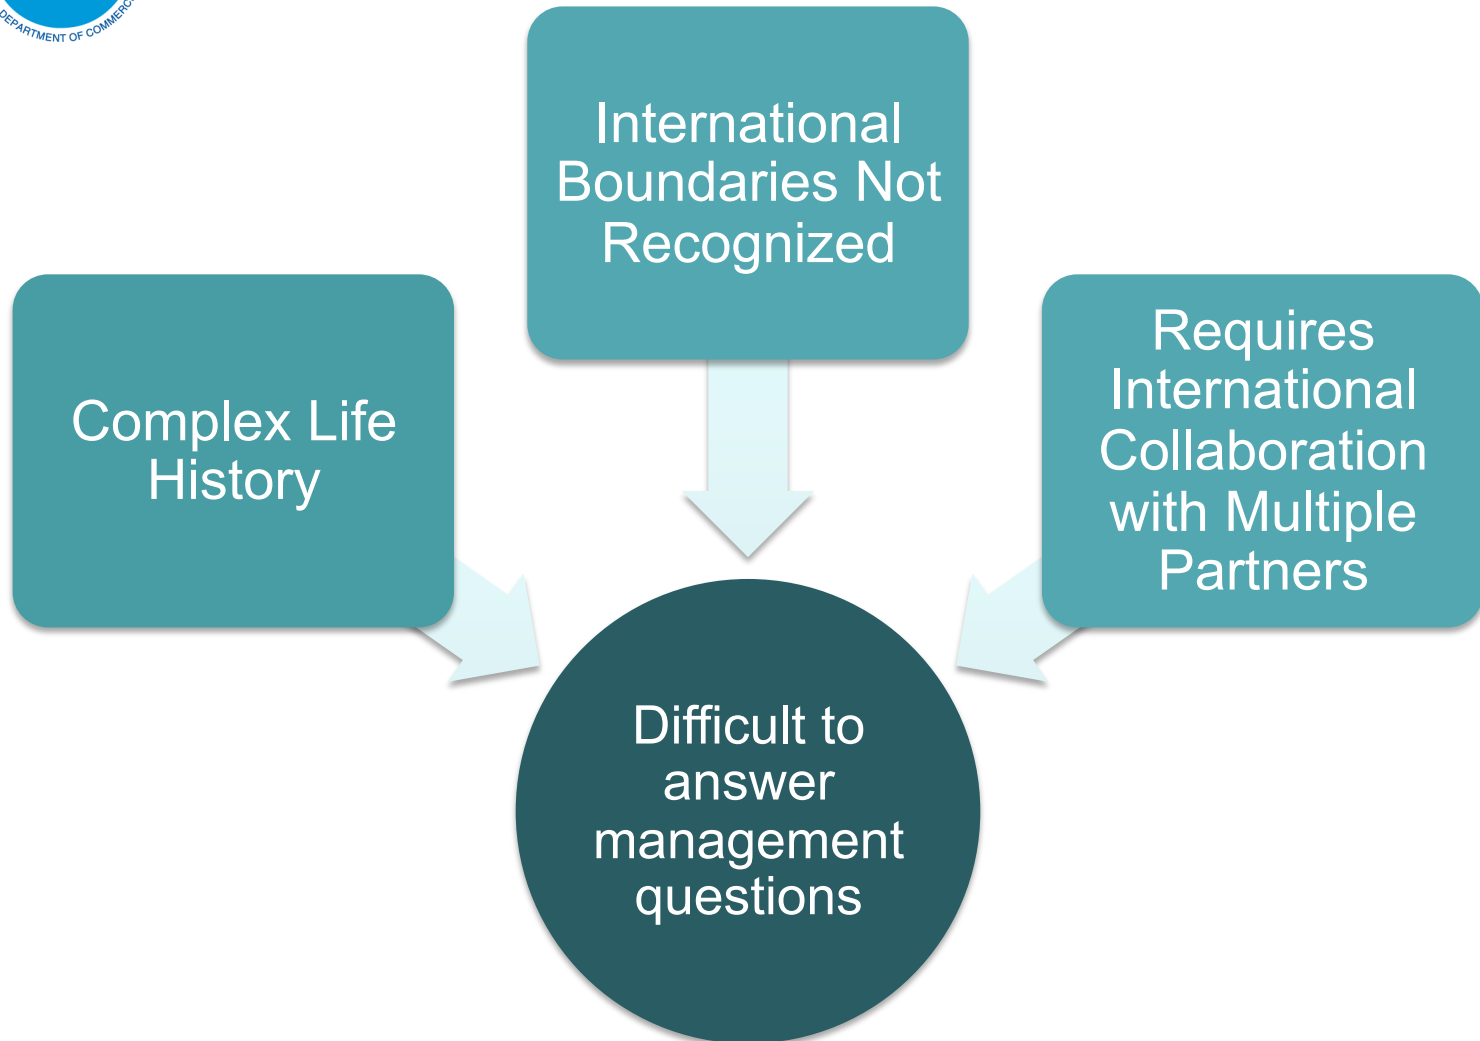 DEPARTMENT OF COMMERC
International
Boundaries Not
Recognized
Complex Life
History
Requires
International
Collaboration
with Multiple
Partners
Difficult to
answer
management
questions